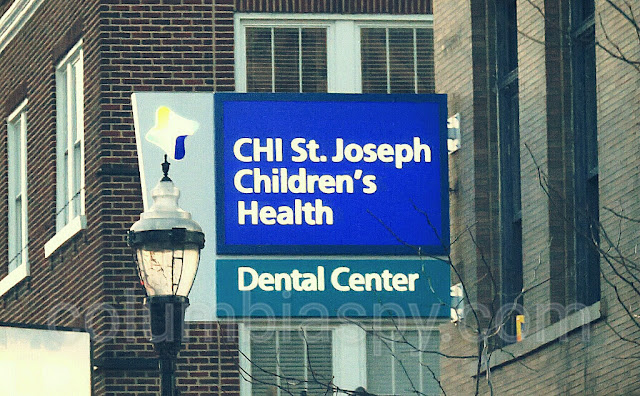 CHI St. Joseph
Children's
Health
Dental Center
columbiaspy.com